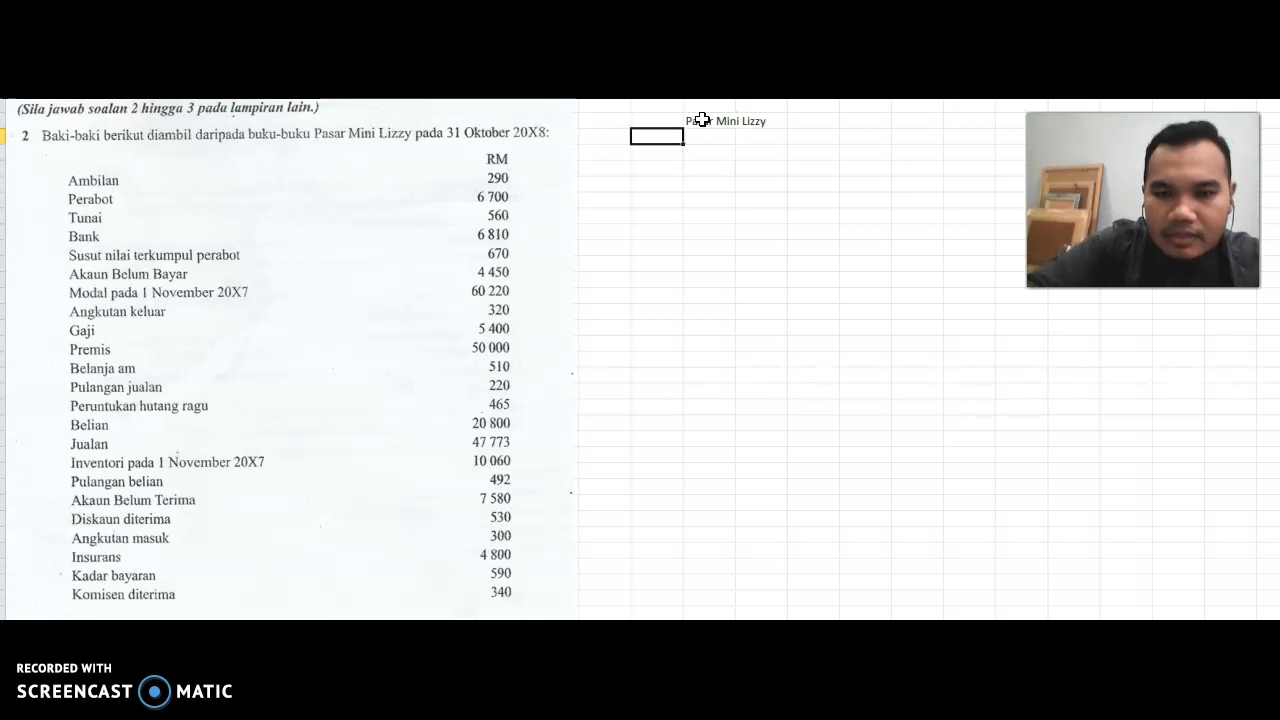 (Sila jawab soalan 2 hingga 3 pada lampiran lain.)
2 Baki-baki berikut diambil daripada buku-buku Pasar Mini Lizzy pada 31 Oktober 20X8:
RM
Ambilan 290
Perabot 6 700
Tunai 560
Bank 6 810
Susut nilai terkumpul perabot 670
Akaun Belum Bayar 4 450
Modal pada 1 November 20X7 60 220
Angkutan keluar 320
Gaji 5 400
Premis 50 000
Belanja am 510
Pulangan jualan 220
Peruntukan hutang ragu 465
Belian 20 800
Jualan 47 773
Inventori pada 1 November 20X7 10 060
Pulangan belian 492
Akaun Belum Terima 7 580
Diskaun diterima 530
Angkutan masuk 300
Insurans 4 800
Kadar bayaran 590
Komisen diterima 340
Pasar Mini Lizzy
RECORDED WITH
SCREENCAST MATIC